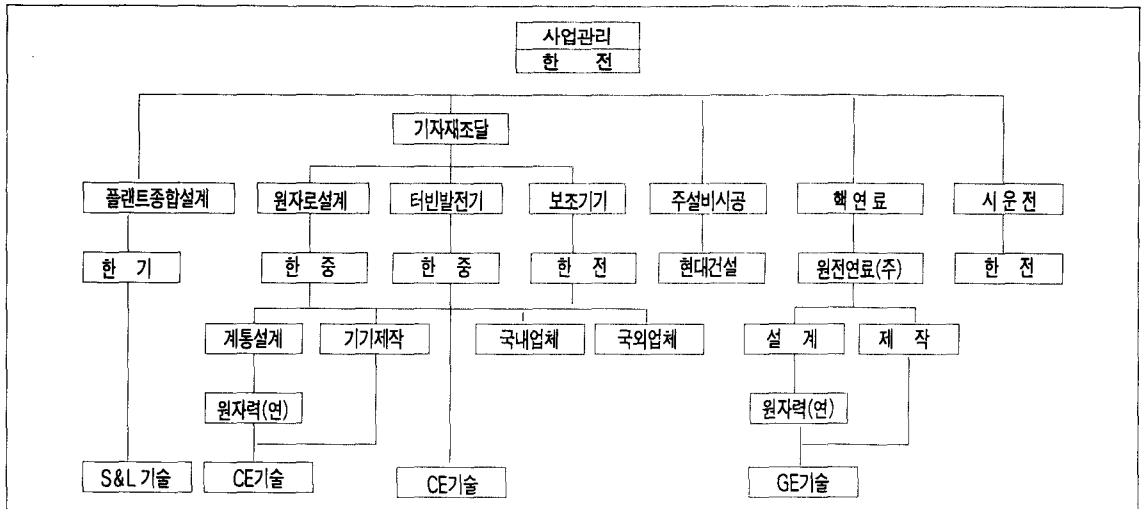 사업관리
한 전
기자재조달
플랜트종합설계
원자로설계
터빈발전기
보조기기
주설비시공
핵연료
시운전
한 기
한 중
한 중
한 전
현대건설
원전연료(주)
한 전
계통설계
기기제작
국내업체
국외업체
설 계
제 작
원자력(연)
원자력(연)
S&L 기술
CE기술
CE기술
GE기술